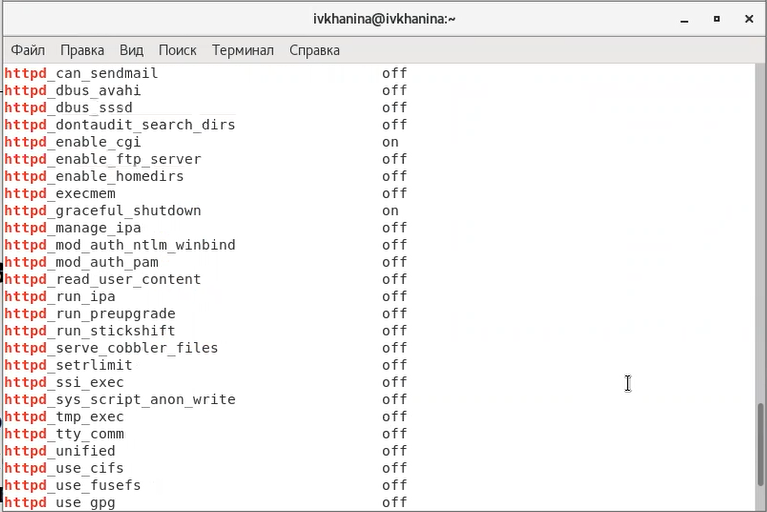 ivkhanina@ivkhanina:~
Файл Правка Вид Поиск Терминал Справка
httpd_can_sendmail off
httpd_dbus_avahi off
httpd_dbus_sssd off
httpd_dontaudit_search_dirs off
httpd_enable_cgi on
httpd_enable_ftp_server off
httpd_enable_homedirs off
httpd_execmem off
httpd_graceful_shutdown on
httpd_manage_ipa off
httpd_mod_auth_ntlm_winbind off
httpd_mod_auth_pam off
httpd_read_user_content off
httpd_run_ipa off
httpd_run_preupgrade off
httpd_run_stickshift off
httpd_serve_cobbler_files off
httpd_setrlimit off
httpd_ssi_exec off
httpd_sys_script_anon_write off
httpd_tmp_exec off
httpd_tty_comm off
httpd_unified off
httpd_use_cifs off
httpd_use_fusefs off
httpd_use_gpg off